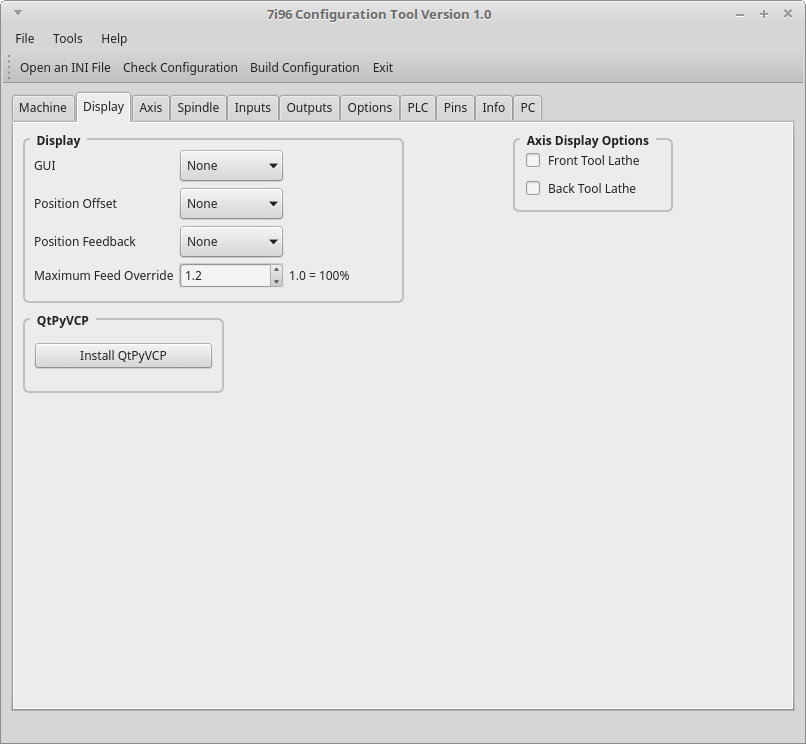 7i96 Configuration Tool Version 1.0
File Tools Help
Open an INI File Check Configuration Build Configuration Exit
Machine Display Axis Spindle Inputs Outputs Options PLC Pins Info PC
Display
GUI None
Position Offset None
Position Feedback None
Maximum Feed Override 1.2 1.0 = 100%
Axis Display Options
Front Tool Lathe
Back Tool Lathe
QtPyVCP
Install QtPyVCP